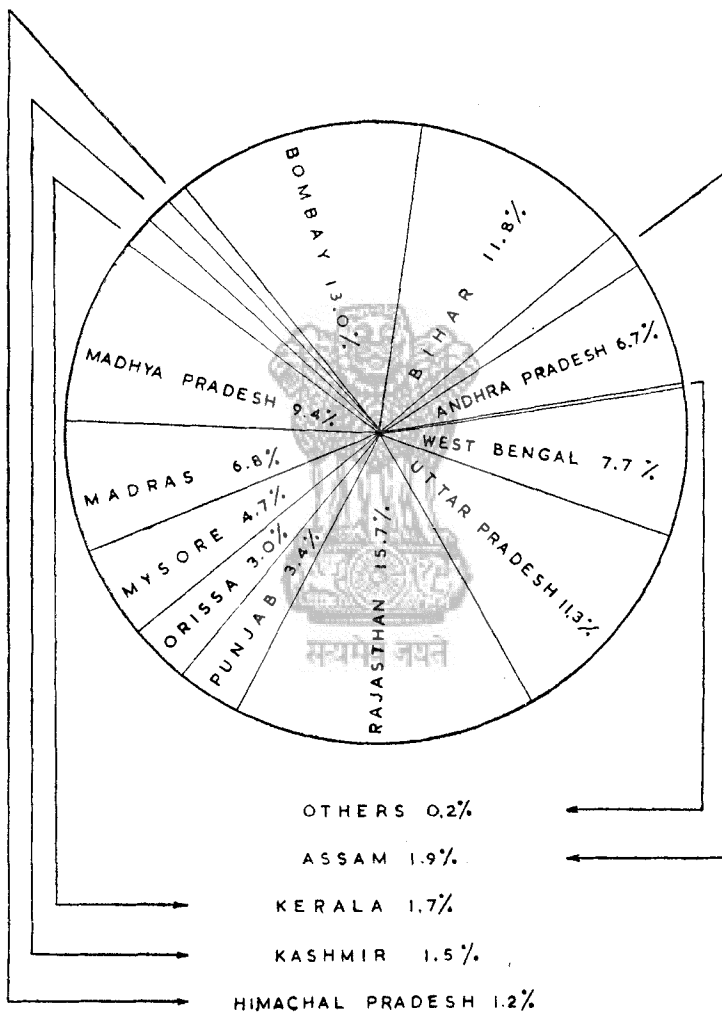 BOMBAY 13.0%
BIHAR 11.8%
ANDHRA PRADESH 6.7%
WEST BENGAL 7.7%
UTTAR PRADESH 11.3%
RAJASTHAN 15.7%
PUNJAB 3.4%
ORISSA 3.0%
MYSORE 4.7%
MADRAS 6.8%
MADHYA PRADESH 9.4%
सत्यमेव जयते
OTHERS 0.2%
ASSAM 1.9%
KERALA 1.7%
KASHMIR 1.5%
HIMACHAL PRADESH 1.2%